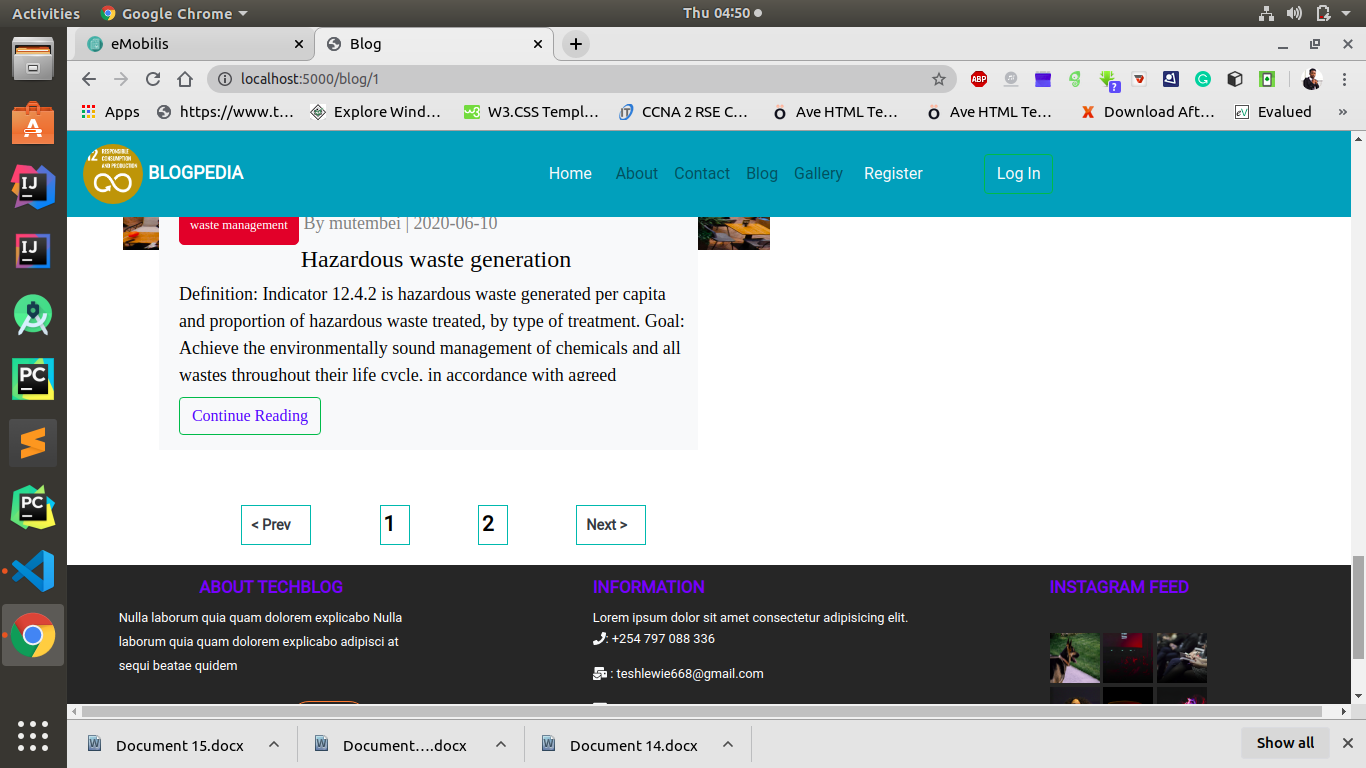 Activities
Google Chrome
Thu 04:50
eMobilis
Blog
localhost:5000/blog/1
ABP
?
Apps
https://www.t…
Explore Wind…
W3.CSS Templ…
CCNA 2 RSE C…
Ave HTML Te…
Ave HTML Te…
Download Aft…
Evalued
»
12 RESPONSIBLE
CONSUMPTION
AND PRODUCTION
BLOGPEDIA
Home
About
Contact
Blog
Gallery
Register
Log In
waste management
By mutembei | 2020-06-10
Hazardous waste generation
Definition: Indicator 12.4.2 is hazardous waste generated per capita
and proportion of hazardous waste treated, by type of treatment. Goal:
Achieve the environmentally sound management of chemicals and all
wastes throughout their life cycle, in accordance with agreed
Continue Reading
< Prev
1
2
Next >
ABOUT TECHBLOG
Nulla laborum quia quam dolorem explicabo Nulla
laborum quia quam dolorem explicabo adipisci at
sequi beatae quidem
INFORMATION
Lorem ipsum dolor sit amet consectetur adipisicing elit.
: +254 797 088 336
: teshlewie668@gmail.com
INSTAGRAM FEED
IJ
IJ
PC
PC
Document 15.docx
Document….docx
Document 14.docx
Show all